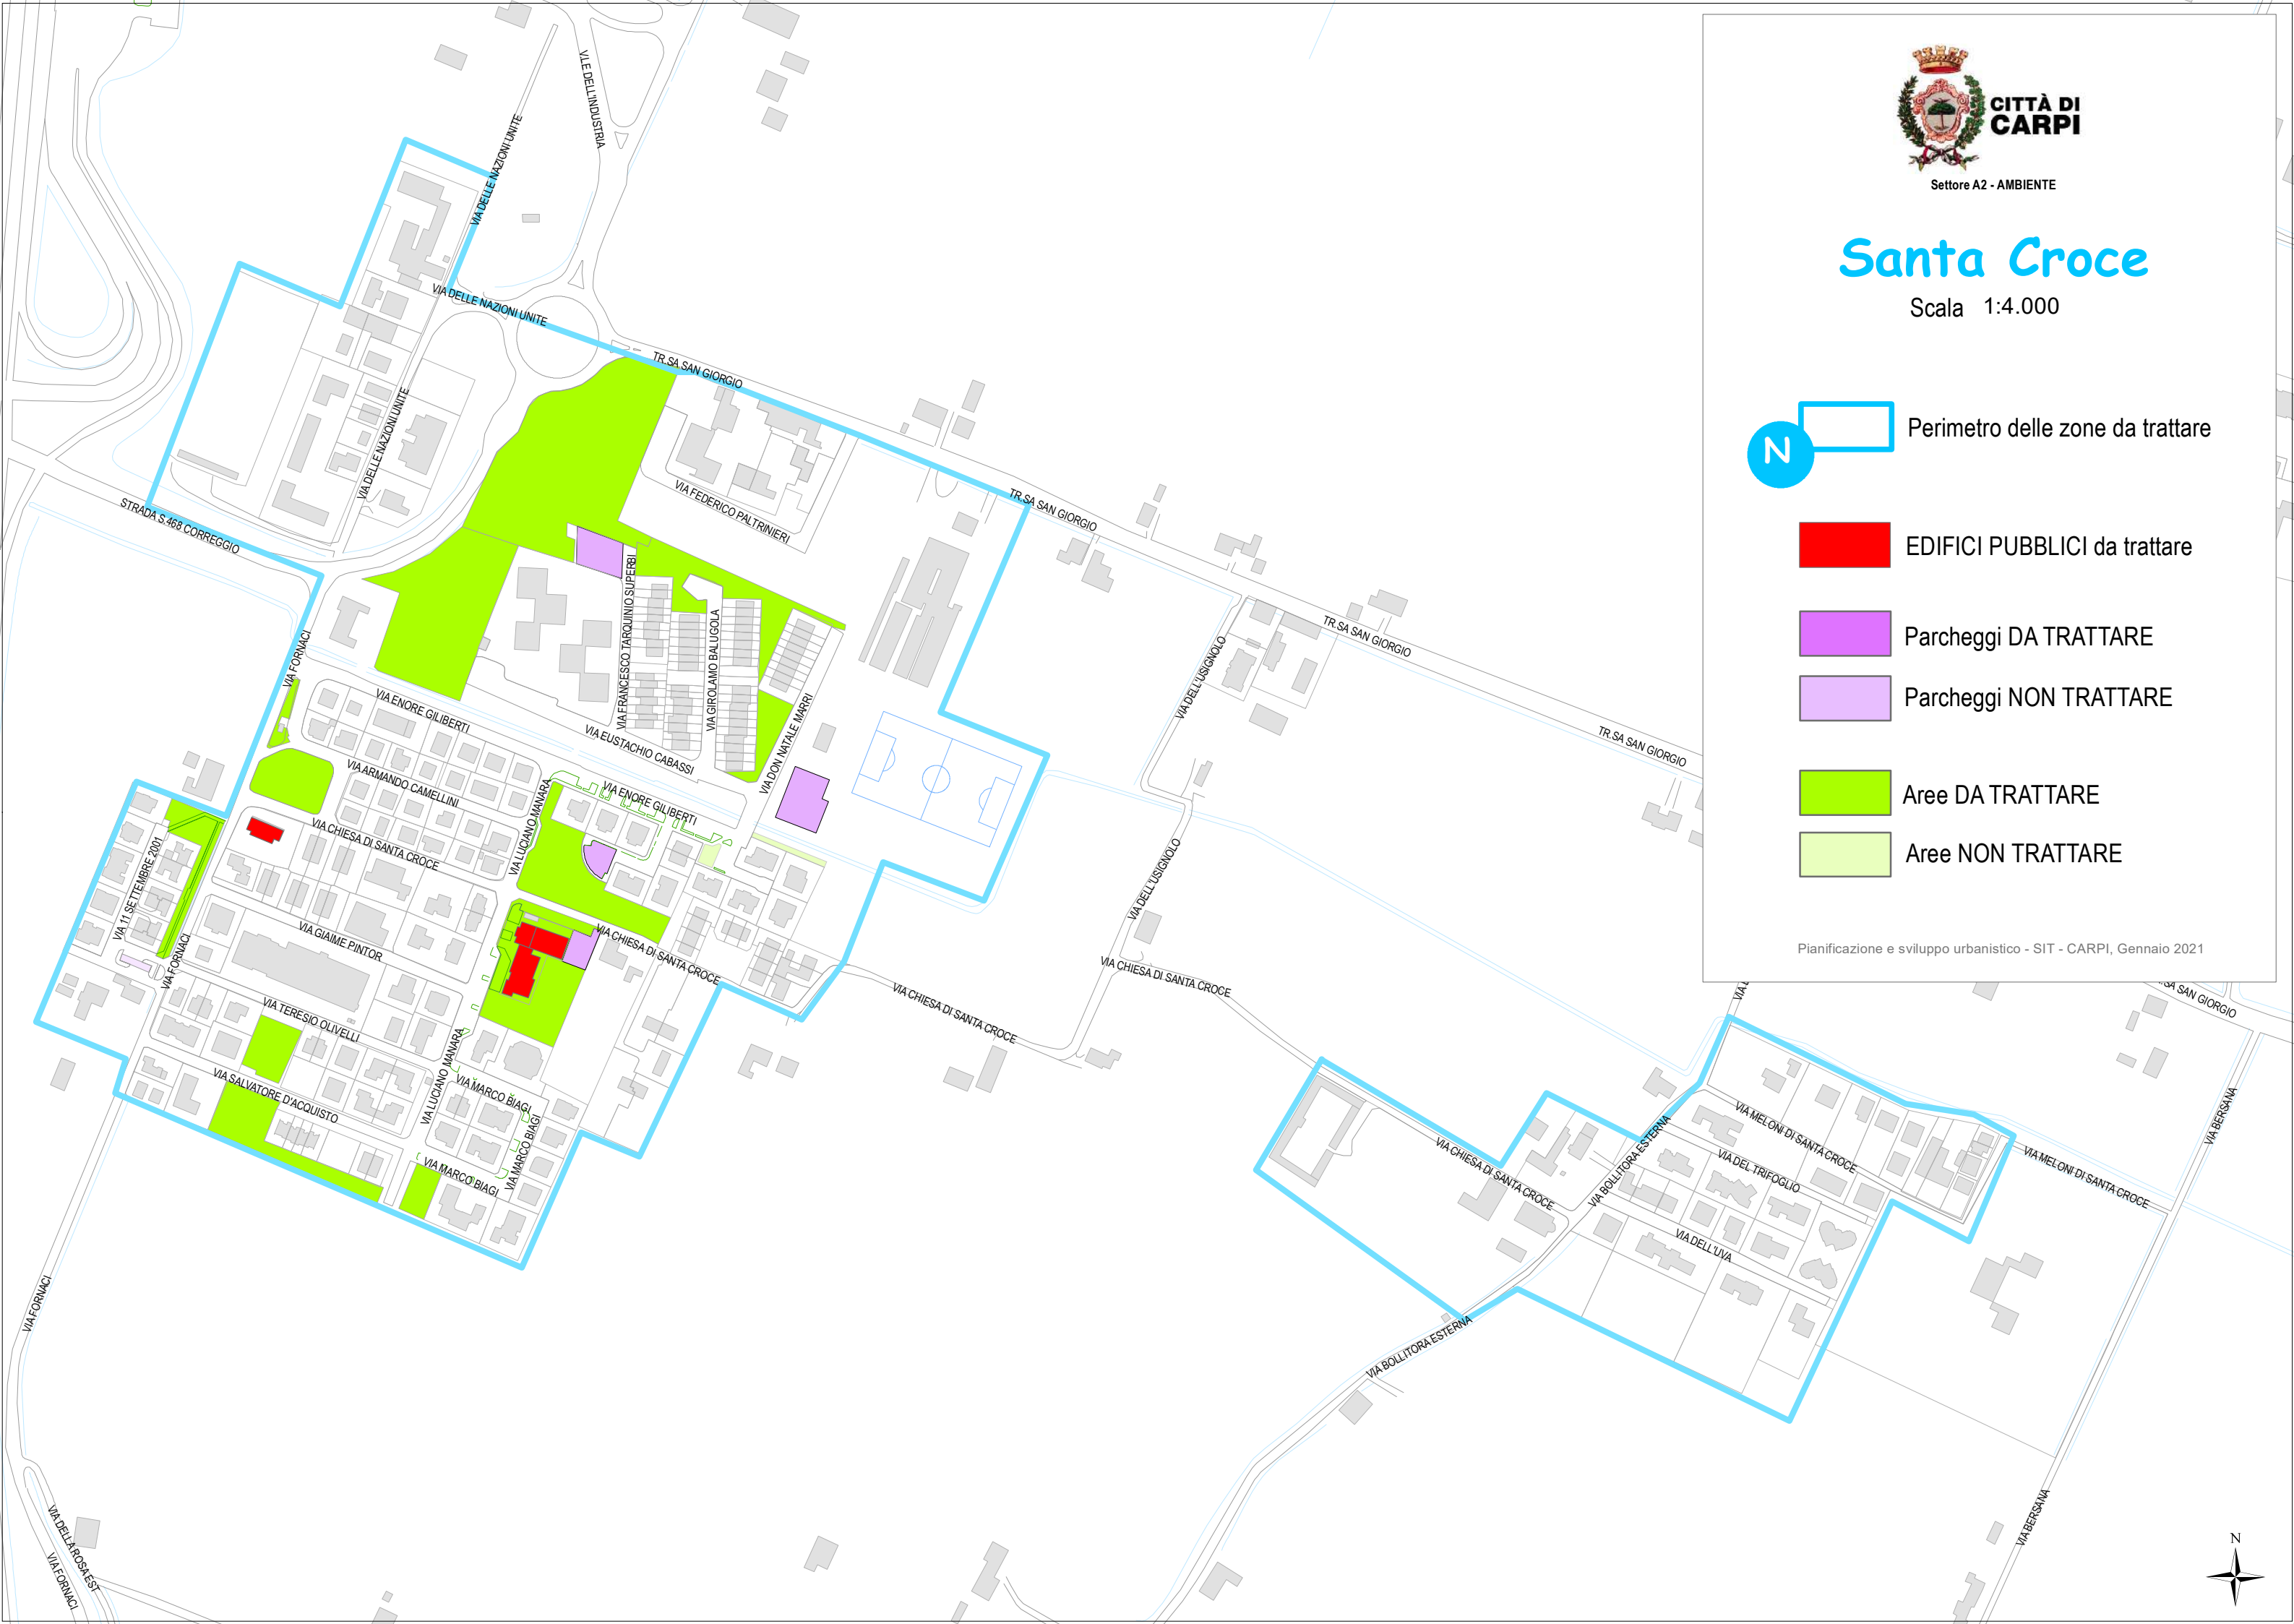 CITTÀ DI
CARPI
Settore A2 - AMBIENTE
Santa Croce
Scala 1:4.000
N
Perimetro delle zone da trattare
EDIFICI PUBBLICI da trattare
Parcheggi DA TRATTARE
Parcheggi NON TRATTARE
Aree DA TRATTARE
Aree NON TRATTARE
Pianificazione e sviluppo urbanistico - SIT - CARPI, Gennaio 2021
V.LE DELL'INDUSTRIA
VIA DELLE NAZIONI UNITE
VIA DELLE NAZIONI UNITE
VIA DELLE NAZIONI UNITE
TR.SA SAN GIORGIO
TR.SA SAN GIORGIO
TR.SA SAN GIORGIO
TR.SA SAN GIORGIO
SA SAN GIORGIO
STRADA S.468 CORREGGIO
VIA FEDERICO PALTRINIERI
VIA FRANCESCO TARQUINIO SUPERBI
VIA GIROLAMO BALUGOLA
VIA DON NATALE MARRI
VIA EUSTACHIO CABASSI
VIA FORNACI
VIA ENORE GILIBERTI
VIA ENORE GILIBERTI
VIA ARMANDO CAMELLINI
VIA LUCIANO MANARA
VIA CHIESA DI SANTA CROCE
VIA 11 SETTEMBRE 2001
VIA GIAIME PINTOR
VIA FORNACI
VIA CHIESA DI SANTA CROCE
VIA TERESIO OLIVELLI
VIA LUCIANO MANARA
VIA SALVATORE D'ACQUISTO
VIA MARCO BIAGI
VIA MARCO BIAGI
VIA MARCO BIAGI
VIA DELL'USIGNOLO
VIA DELL'USIGNOLO
VIA CHIESA DI SANTA CROCE
VIA CHIESA DI SANTA CROCE
VIA CHIESA DI SANTA CROCE
VIA BOLLITORA ESTERNA
VIA BOLLITORA ESTERNA
VIA MELONI DI SANTA CROCE
VIA MELONI DI SANTA CROCE
VIA DEL TRIFOGLIO
VIA DELL'UVA
VIA BERSANA
VIA BERSANA
VIA FORNACI
VIA DELLA ROSA EST
VIA FORNACI
N